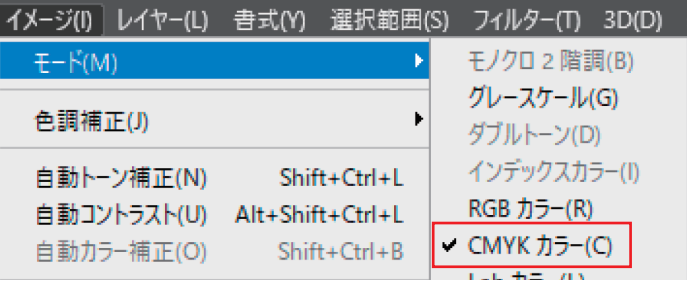 イメージ(I) レイヤー(L) 書式(Y) 選択範囲(S) フィルター(T) 3D(D)
モード(M)
色調補正(J)
自動トーン補正(N) Shift+Ctrl+L
自動コントラスト(U) Alt+Shift+Ctrl+L
自動カラー補正(O) Shift+Ctrl+B
モノクロ 2 階調(B)
グレースケール(G)
ダブルトーン(D)
インデックスカラー(I)
RGB カラー(R)
CMYK カラー(C)